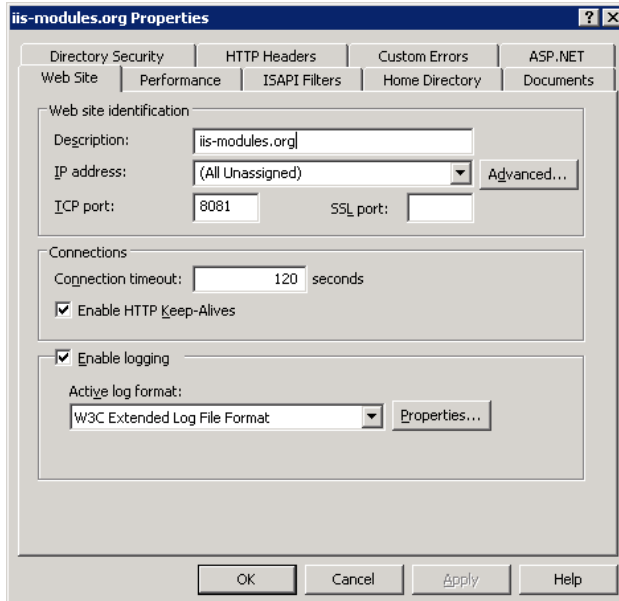 iis-modules.org Properties
Directory Security HTTP Headers Custom Errors ASP.NET
Web Site Performance ISAPI Filters Home Directory Documents
Web site identification
Description: iis-modules.org
IP address: (All Unassigned) Advanced...
TCP port: 8081 SSL port:
Connections
Connection timeout: 120 seconds
Enable HTTP Keep-Alives
Enable logging
Active log format:
W3C Extended Log File Format Properties...
OK Cancel Apply Help